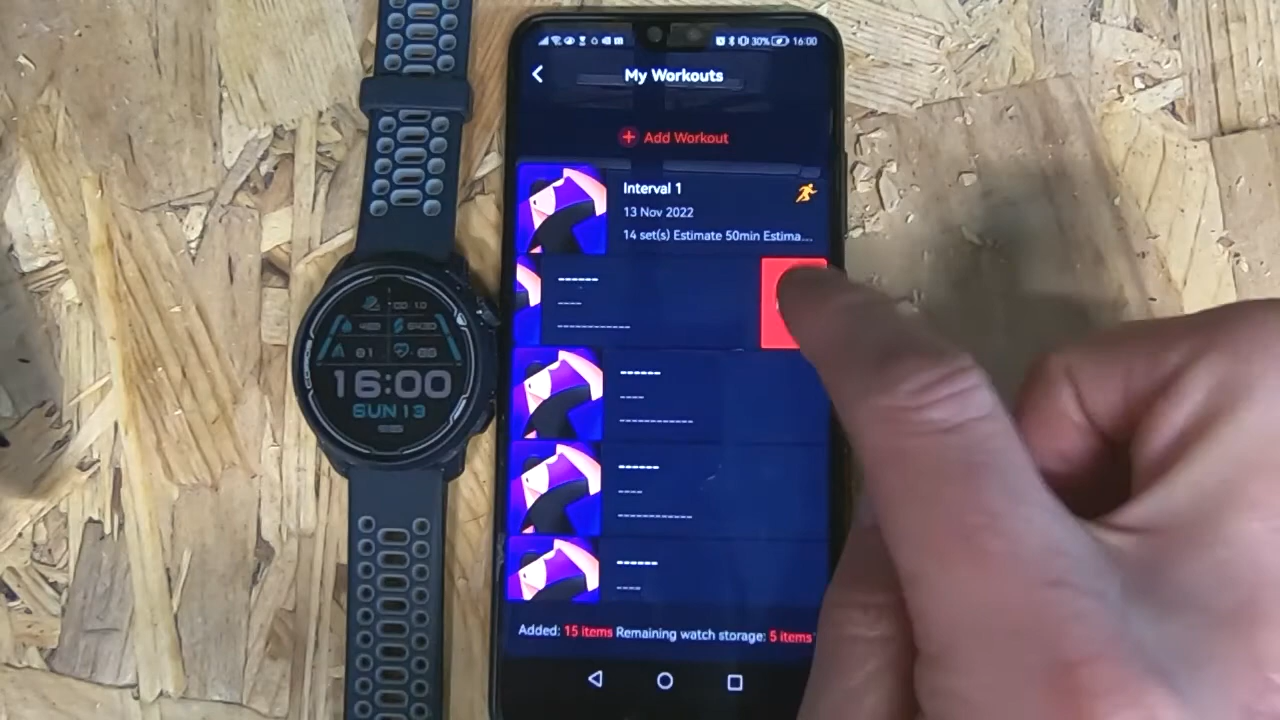 30% 16:00
My Workouts
+ Add Workout
Interval 1
13 Nov 2022
14 set(s) Estimate 50min Estima...
------
----
--------------
------
----
--------------
------
----
--------------
------
----
Added: 15 items Remaining watch storage: 5 items
16:00
SUN 13